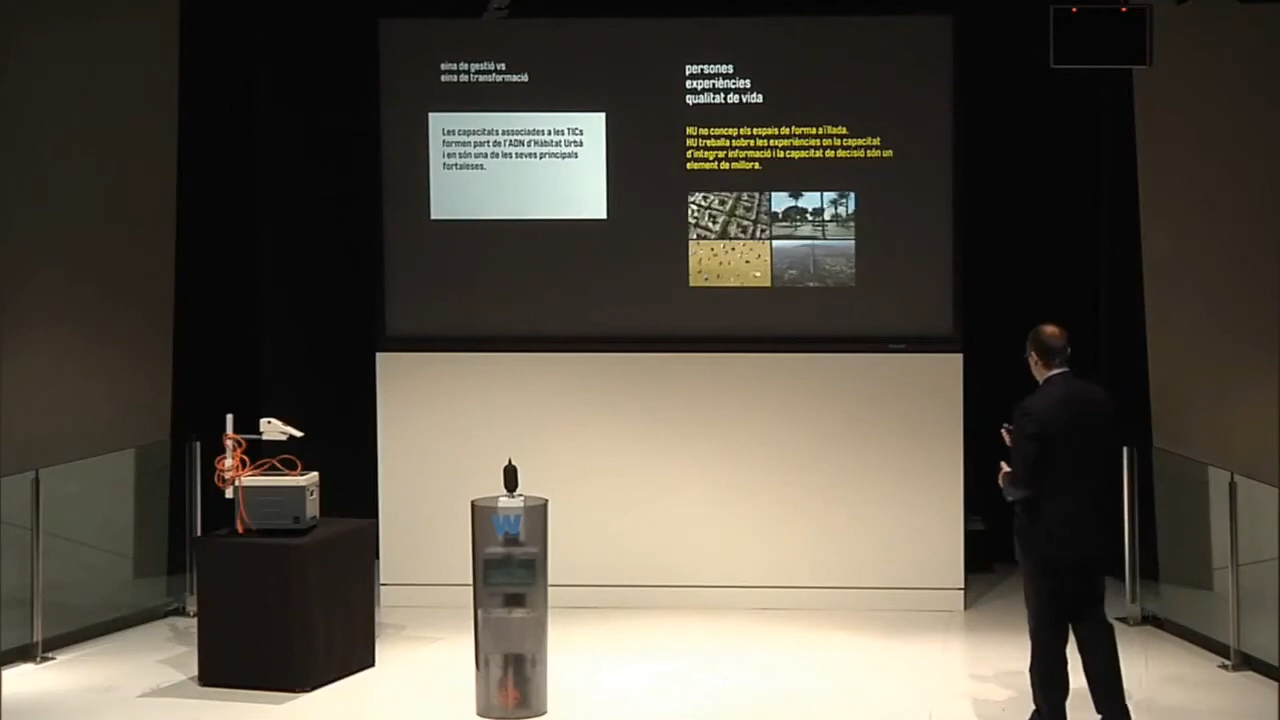 eina de gestió vs
eina de transformació
Les capacitats associades a les TICs
formen part de l'ADN d'Hàbitat Urbà
i en són una de les seves principals
fortaleses.
persones
experiències
qualitat de vida
HU no concep els espais de forma aïllada.
HU treballa sobre les experiències on la capacitat
d'integrar informació i la capacitat de decisió són un
element de millora.
W